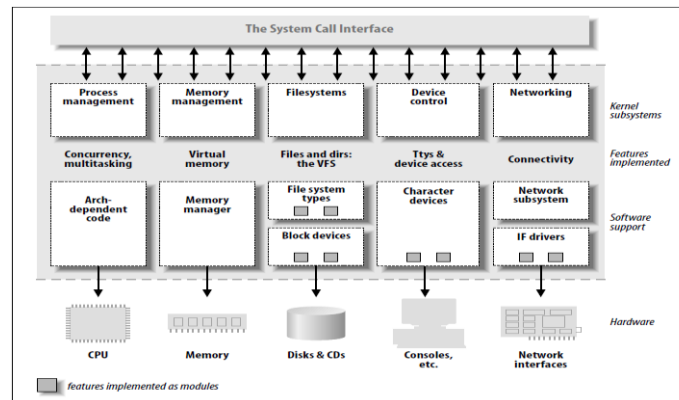 The System Call Interface
Process
management
Memory
management
Filesystems
Device
control
Networking
Kernel
subsystems
Concurrency,
multitasking
Virtual
memory
Files and dirs:
the VFS
Ttys &
device access
Connectivity
Features
implemented
Arch-
dependent
code
Memory
manager
File system
types
Block devices
Character
devices
Network
subsystem
IF drivers
Software
support
Hardware
CPU
Memory
Disks & CDs
Consoles,
etc.
Network
interfaces
features implemented as modules